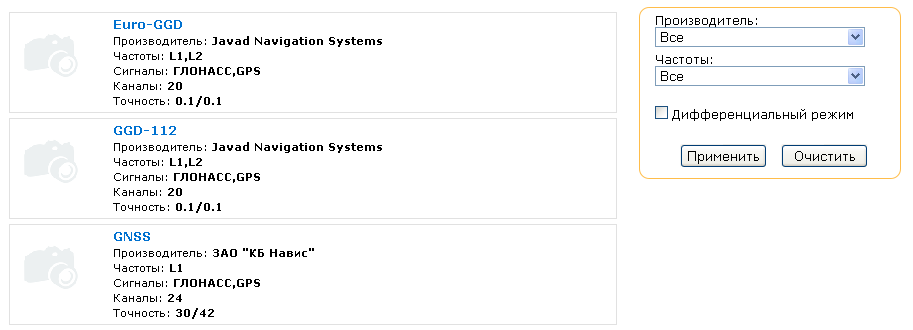 Euro-GGD
Производитель: Javad Navigation Systems
Частоты: L1,L2
Сигналы: ГЛОНАСС,GPS
Каналы: 20
Точность: 0.1/0.1
GGD-112
Производитель: Javad Navigation Systems
Частоты: L1,L2
Сигналы: ГЛОНАСС,GPS
Каналы: 20
Точность: 0.1/0.1
GNSS
Производитель: ЗАО "КБ Навис"
Частоты: L1
Сигналы: ГЛОНАСС,GPS
Каналы: 24
Точность: 30/42
Производитель:
Все
Частоты:
Все
Дифференциальный режим
Применить Очистить